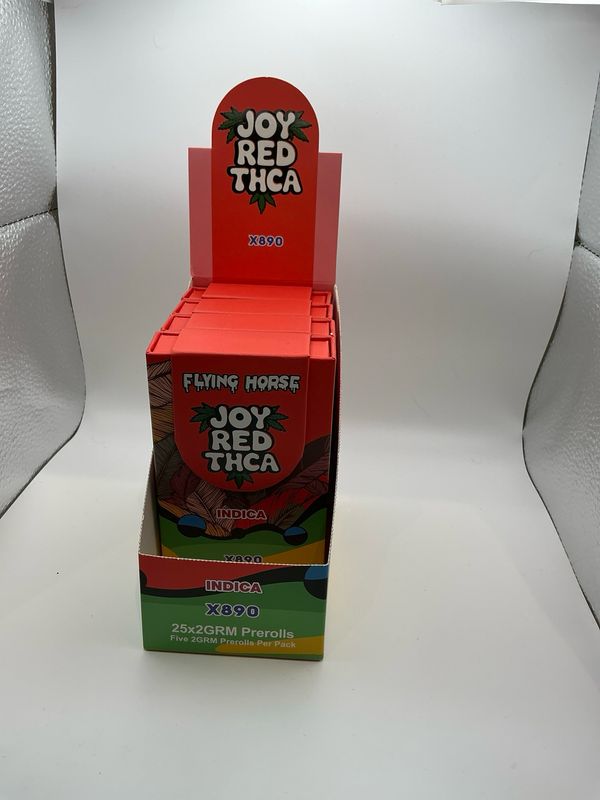 JOY
RED
THCA
X890
FLYING HORSE
JOY
RED
THCA
INDICA
X890
INDICA
X890
25x2GRM Prerolls
Five 2GRM Prerolls Per Pack